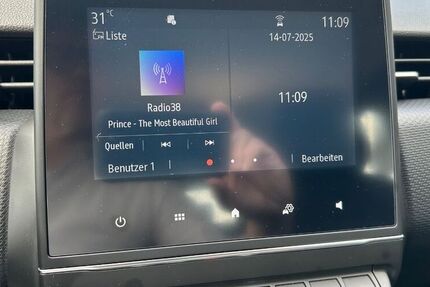 31°C
11:09
Liste
14-07-2025
Radio38
11:09
Prince - The Most Beautiful Girl
Quellen
Benutzer 1
Bearbeiten